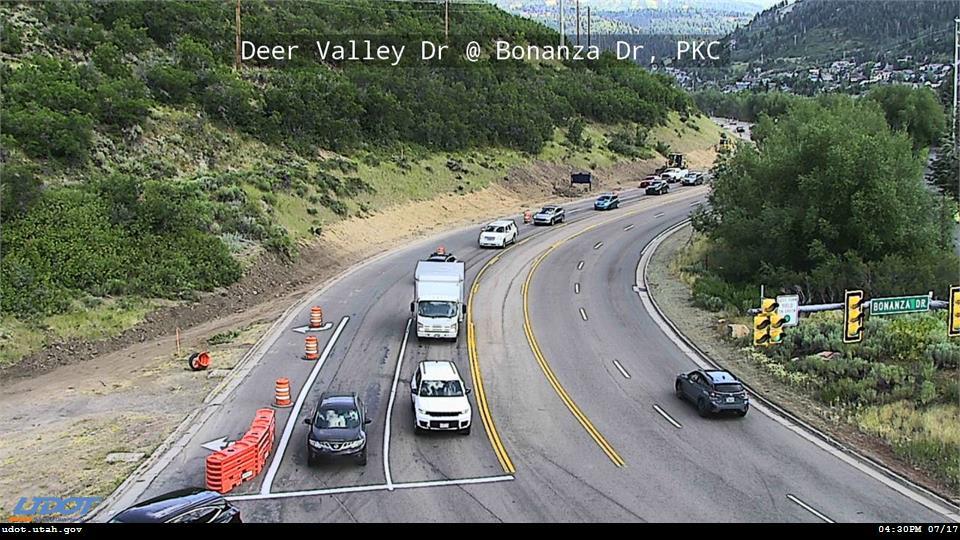 Deer Valley Dr @ Bonanza Dr, PKC
BONANZA DR
UDOT
udot.utah.gov
04:30PM 07/17